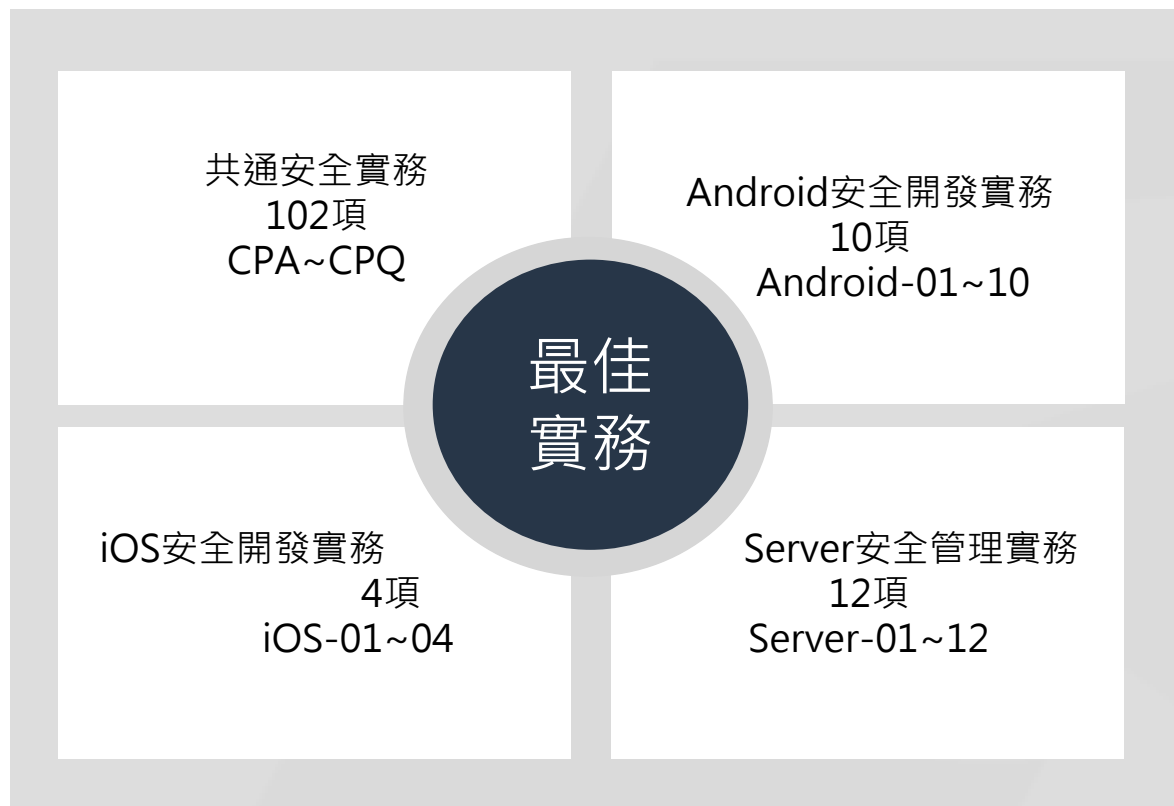 共通安全實務
102項
CPA~CPQ
Android安全開發實務
10項
Android-01~10
最佳
實務
iOS安全開發實務
4項
iOS-01~04
Server安全管理實務
12項
Server-01~12